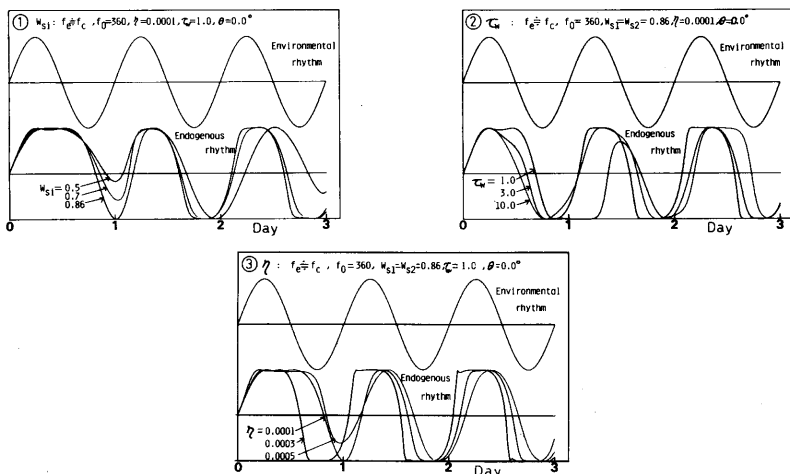 ① Wsi : fe≒fc , f0=360, η=0.0001, τw=1.0, θ=0.0°
Environmental
rhythm
Endogenous
rhythm
Wsi = 0.5
0.7
0.86
0 1 2 3
Day
② τw : fe≒fc, f0= 360, Ws1=Ws2= 0.86, η=0.0001, θ=0.0°
Environmental
rhythm
Endogenous
rhythm
τw = 1.0
3.0
10.0
0 1 2 3
Day
③ η : fe≒fc , f0= 360, Ws1=Ws2=0.86, τw= 1.0 , θ=0.0°
Environmental
rhythm
Endogenous
rhythm
η = 0.0001
0.0003
0.0005
0 1 2 3
Day